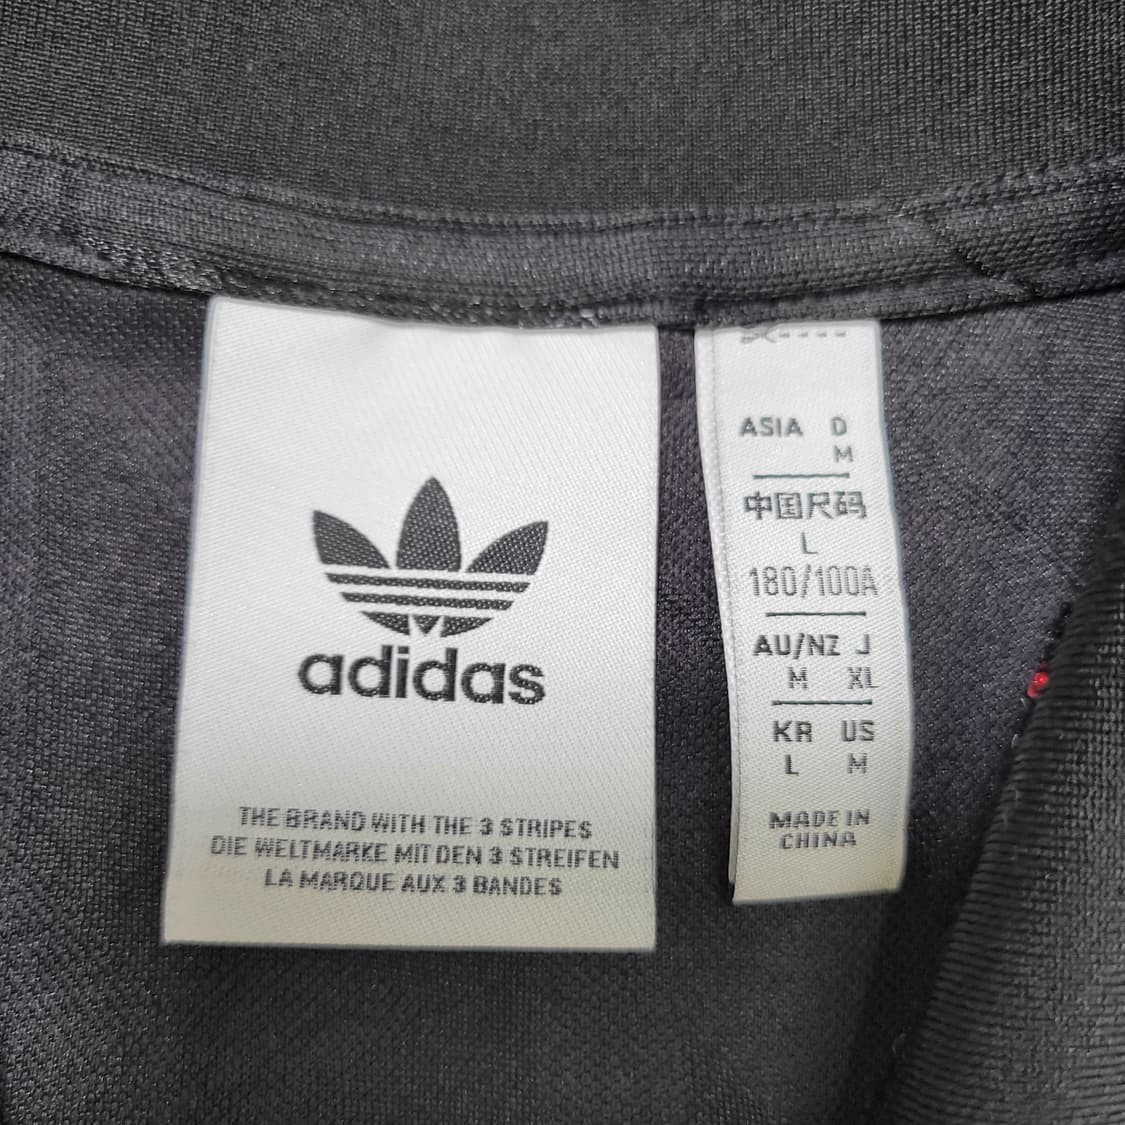 adidas
THE BRAND WITH THE 3 STRIPES
DIE WELTMARKE MIT DEN 3 STREIFEN
LA MARQUE AUX 3 BANDES
ASIA D
M
中国尺码
L
180/100A
AU/NZ J
M XL
KR US
L M
MADE IN
CHINA